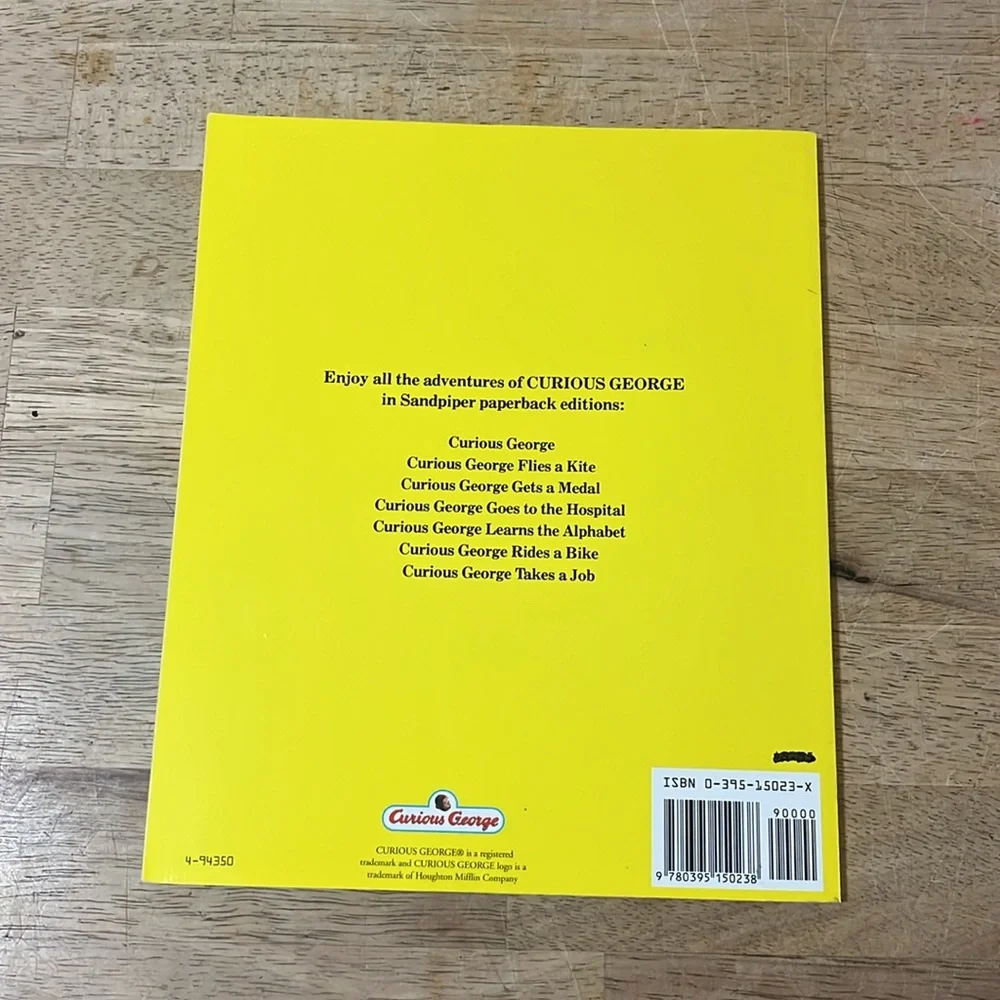 Enjoy all the adventures of CURIOUS GEORGE
in Sandpiper paperback editions:
Curious George
Curious George Flies a Kite
Curious George Gets a Medal
Curious George Goes to the Hospital
Curious George Learns the Alphabet
Curious George Rides a Bike
Curious George Takes a Job
ISBN 0-395-15023-X
90000
9 780395 150238
Curious George
CURIOUS GEORGE® is a registered
trademark and CURIOUS GEORGE logo is a
trademark of Houghton Mifflin Company
4-94350